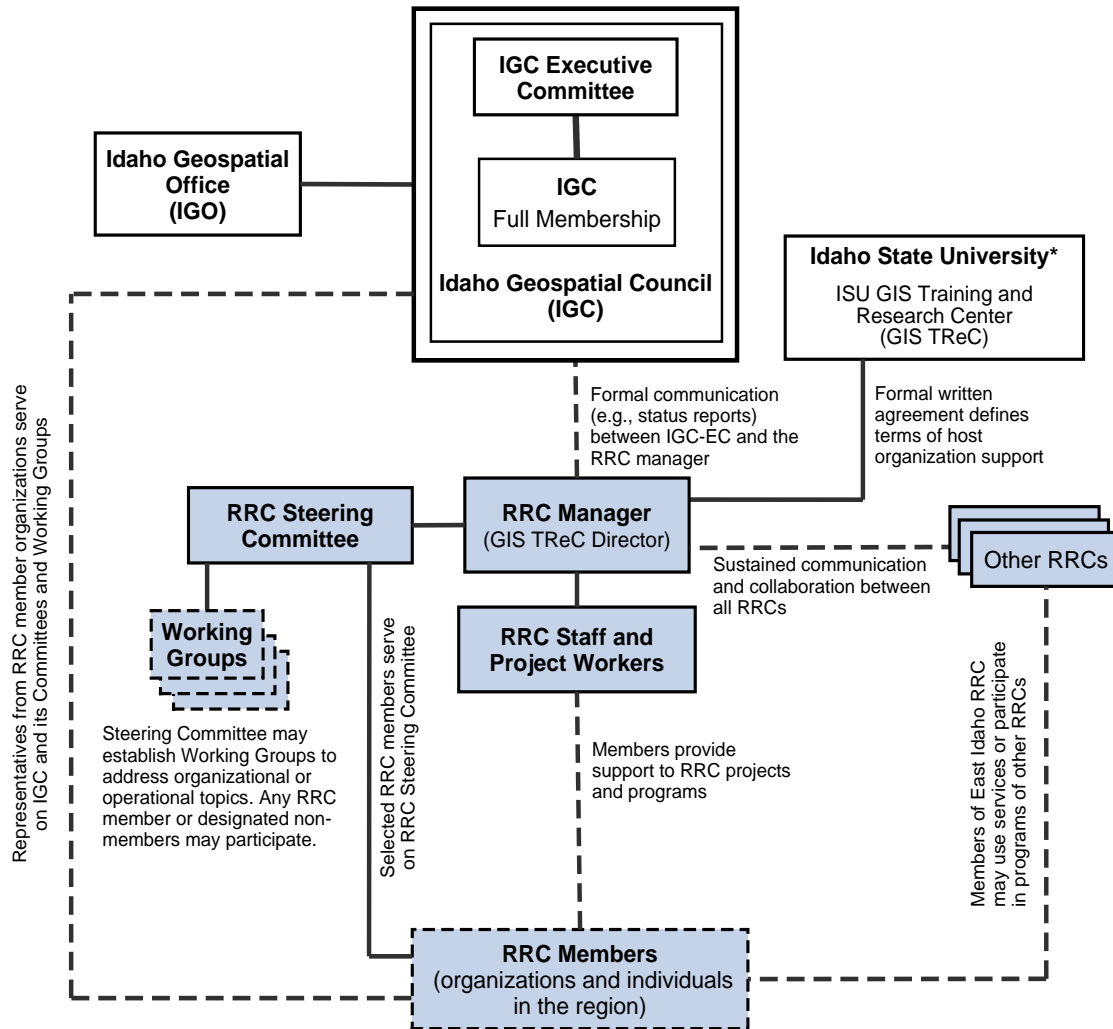 IGC Executive
Committee
IGC
Full Membership
Idaho Geospatial Council
(IGC)
Idaho Geospatial
Office
(IGO)
Idaho State University*
ISU GIS Training and
Research Center
(GIS TReC)
Formal communication
(e.g., status reports)
between IGC-EC and the
RRC manager
Formal written
agreement defines
terms of host
organization support
Representatives from RRC member organizations serve
on IGC and its Committees and Working Groups
RRC Steering
Committee
RRC Manager
(GIS TReC Director)
Other RRCs
Sustained communication
and collaboration between
all RRCs
Working
Groups
RRC Staff and
Project Workers
Steering Committee may
establish Working Groups to
address organizational or
operational topics. Any RRC
member or designated non-
members may participate.
Selected RRC members serve
on RRC Steering Committee
Members provide
support to RRC projects
and programs
Members of East Idaho RRC
may use services or participate
in programs of other RRCs
RRC Members
(organizations and individuals
in the region)